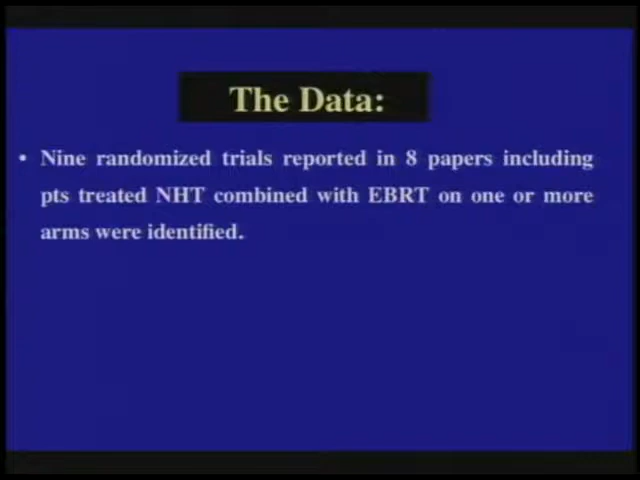 The Data:
• Nine randomized trials reported in 8 papers including
pts treated NHT combined with EBRT on one or more
arms were identified.